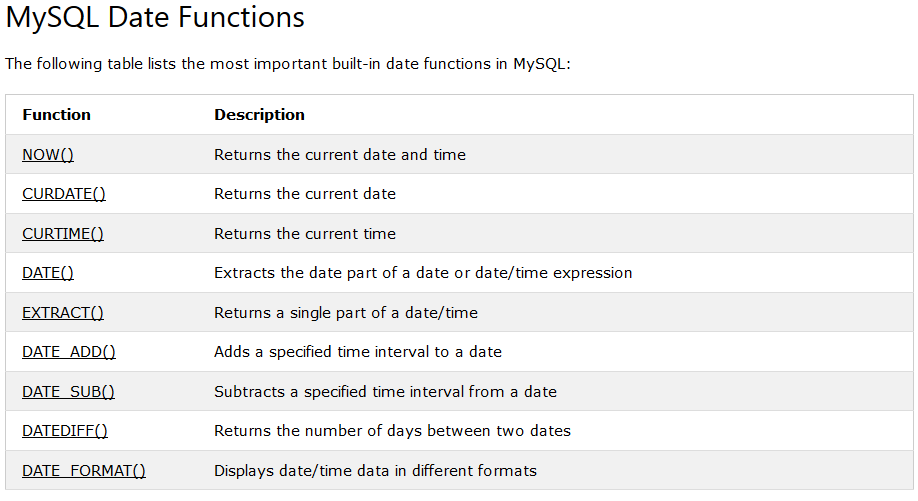 MySQL Date Functions
The following table lists the most important built-in date functions in MySQL:
Function Description
NOW() Returns the current date and time
CURDATE() Returns the current date
CURTIME() Returns the current time
DATE() Extracts the date part of a date or date/time expression
EXTRACT() Returns a single part of a date/time
DATE_ADD() Adds a specified time interval to a date
DATE_SUB() Subtracts a specified time interval from a date
DATEDIFF() Returns the number of days between two dates
DATE_FORMAT() Displays date/time data in different formats